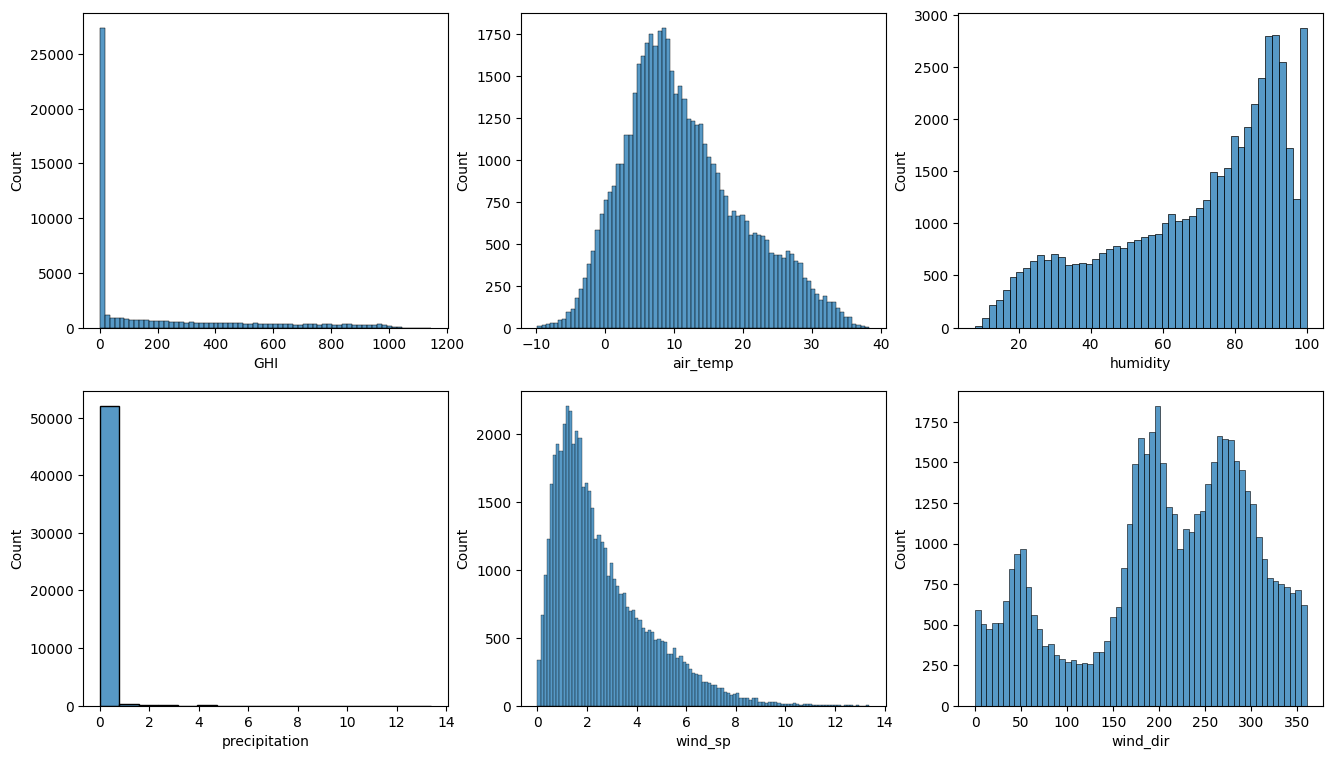 Count
25000
20000
15000
10000
5000
0
0 200 400 600 800 1000 1200
GHI
Count
1750
1500
1250
1000
750
500
250
0
−10 0 10 20 30 40
air_temp
Count
3000
2500
2000
1500
1000
500
0
20 40 60 80 100
humidity
Count
50000
40000
30000
20000
10000
0
0 2 4 6 8 10 12 14
precipitation
Count
2000
1500
1000
500
0
0 2 4 6 8 10 12 14
wind_sp
Count
1750
1500
1250
1000
750
500
250
0
0 50 100 150 200 250 300 350
wind_dir